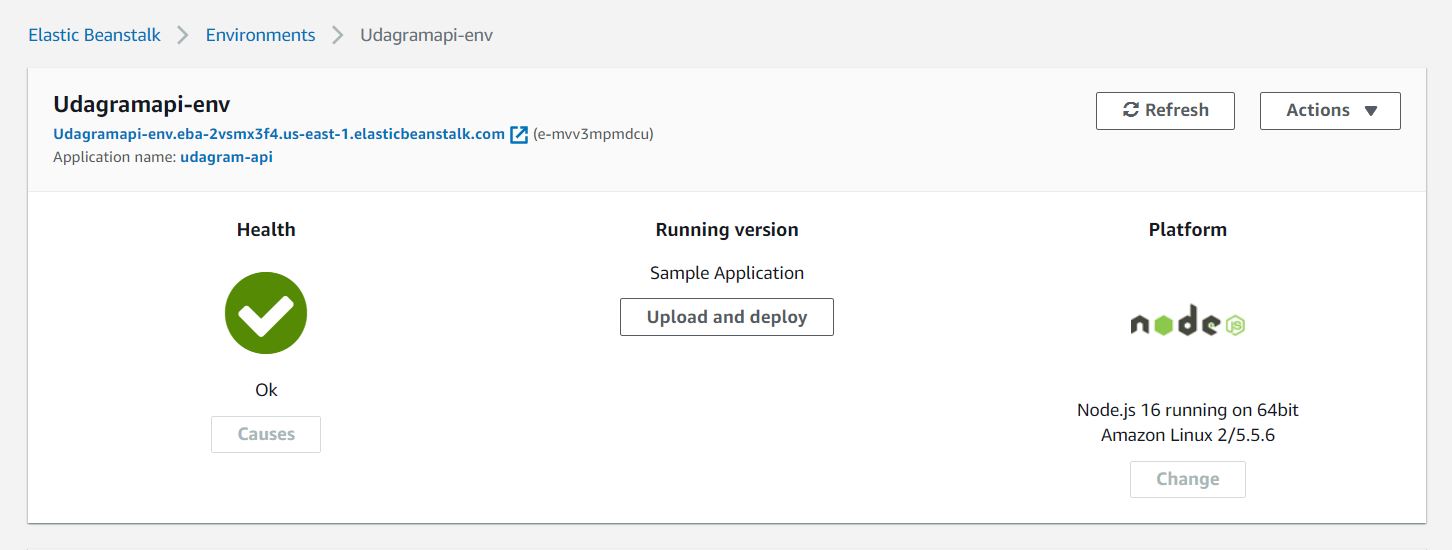 Elastic Beanstalk > Environments > Udagramapi-env
Udagramapi-env
Refresh
Actions
Udagramapi-env.eba-2vsmx3f4.us-east-1.elasticbeanstalk.com (e-mvv3mpmdcu)
Application name: udagram-api
Health
Running version
Platform
Sample Application
Upload and deploy
node JS
Ok
Causes
Node.js 16 running on 64bit
Amazon Linux 2/5.5.6
Change